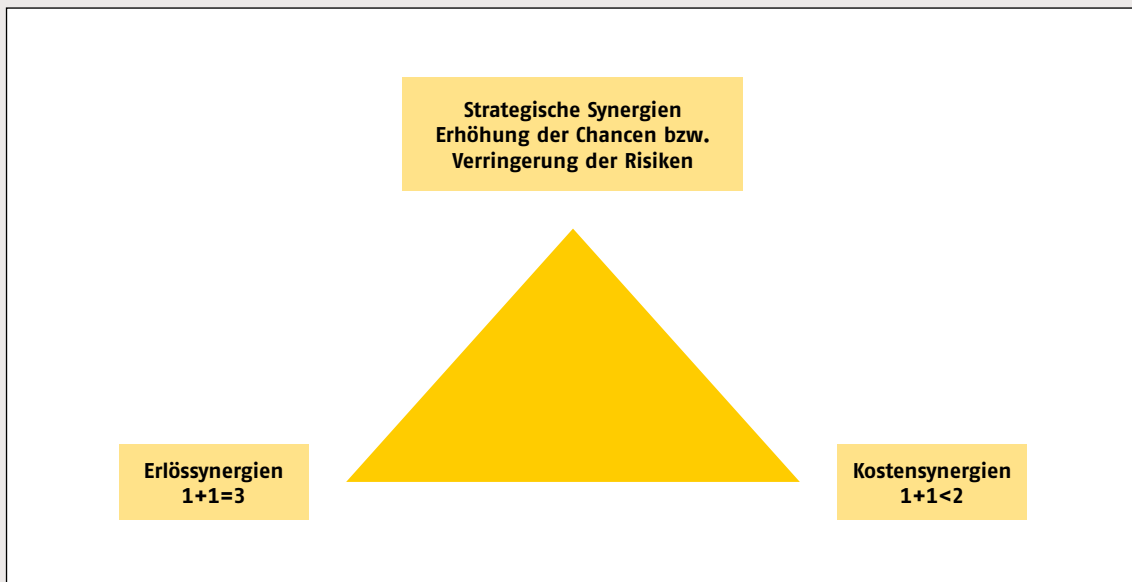 Strategische Synergien
Erhöhung der Chancen bzw.
Verringerung der Risiken
Erlössynergien
1+1=3
Kostensynergien
1+1<2